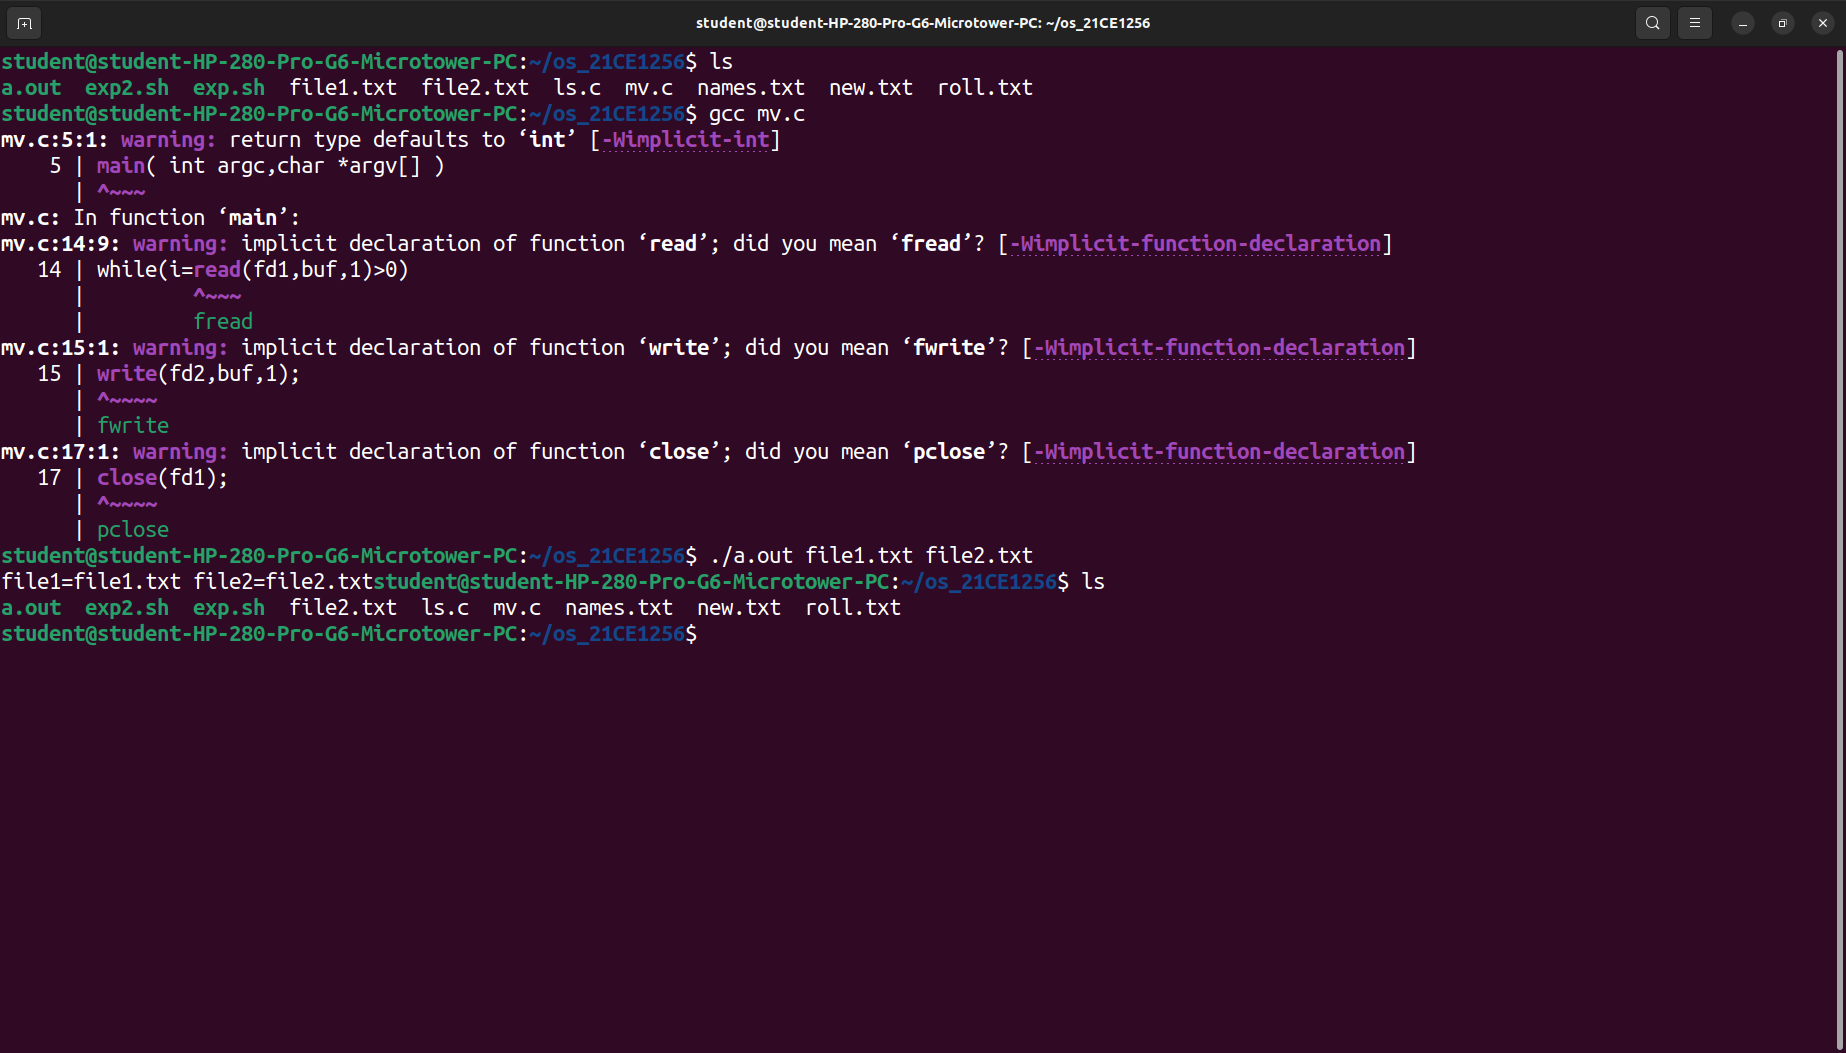 student@student-HP-280-Pro-G6-Microtower-PC: ~/os_21CE1256
student@student-HP-280-Pro-G6-Microtower-PC:~/os_21CE1256$ ls
a.out  exp2.sh  exp.sh  file1.txt  file2.txt  ls.c  mv.c  names.txt  new.txt  roll.txt
student@student-HP-280-Pro-G6-Microtower-PC:~/os_21CE1256$ gcc mv.c
mv.c:5:1: warning: return type defaults to ‘int’ [-Wimplicit-int]
    5 | main( int argc,char *argv[] )
      | ^~~~
mv.c: In function ‘main’:
mv.c:14:9: warning: implicit declaration of function ‘read’; did you mean ‘fread’? [-Wimplicit-function-declaration]
   14 | while(i=read(fd1,buf,1)>0)
      |         ^~~~
      |         fread
mv.c:15:1: warning: implicit declaration of function ‘write’; did you mean ‘fwrite’? [-Wimplicit-function-declaration]
   15 | write(fd2,buf,1);
      | ^~~~~
      | fwrite
mv.c:17:1: warning: implicit declaration of function ‘close’; did you mean ‘pclose’? [-Wimplicit-function-declaration]
   17 | close(fd1);
      | ^~~~~
      | pclose
student@student-HP-280-Pro-G6-Microtower-PC:~/os_21CE1256$ ./a.out file1.txt file2.txt
file1=file1.txt file2=file2.txtstudent@student-HP-280-Pro-G6-Microtower-PC:~/os_21CE1256$ ls
a.out  exp2.sh  exp.sh  file2.txt  ls.c  mv.c  names.txt  new.txt  roll.txt
student@student-HP-280-Pro-G6-Microtower-PC:~/os_21CE1256$